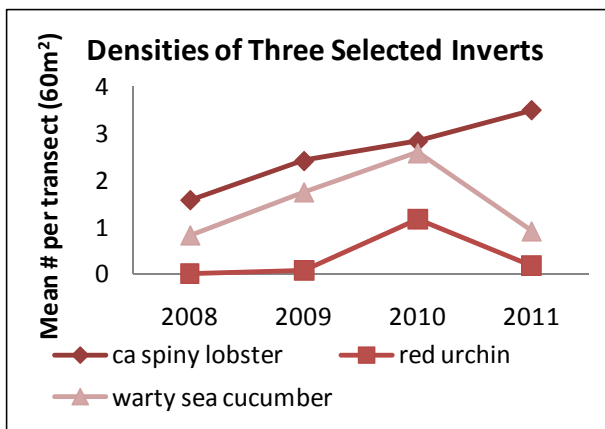 Densities of Three Selected Inverts
Mean # per transect (60m²)
4
3
2
1
0
2008 2009 2010 2011
ca spiny lobster red urchin
warty sea cucumber